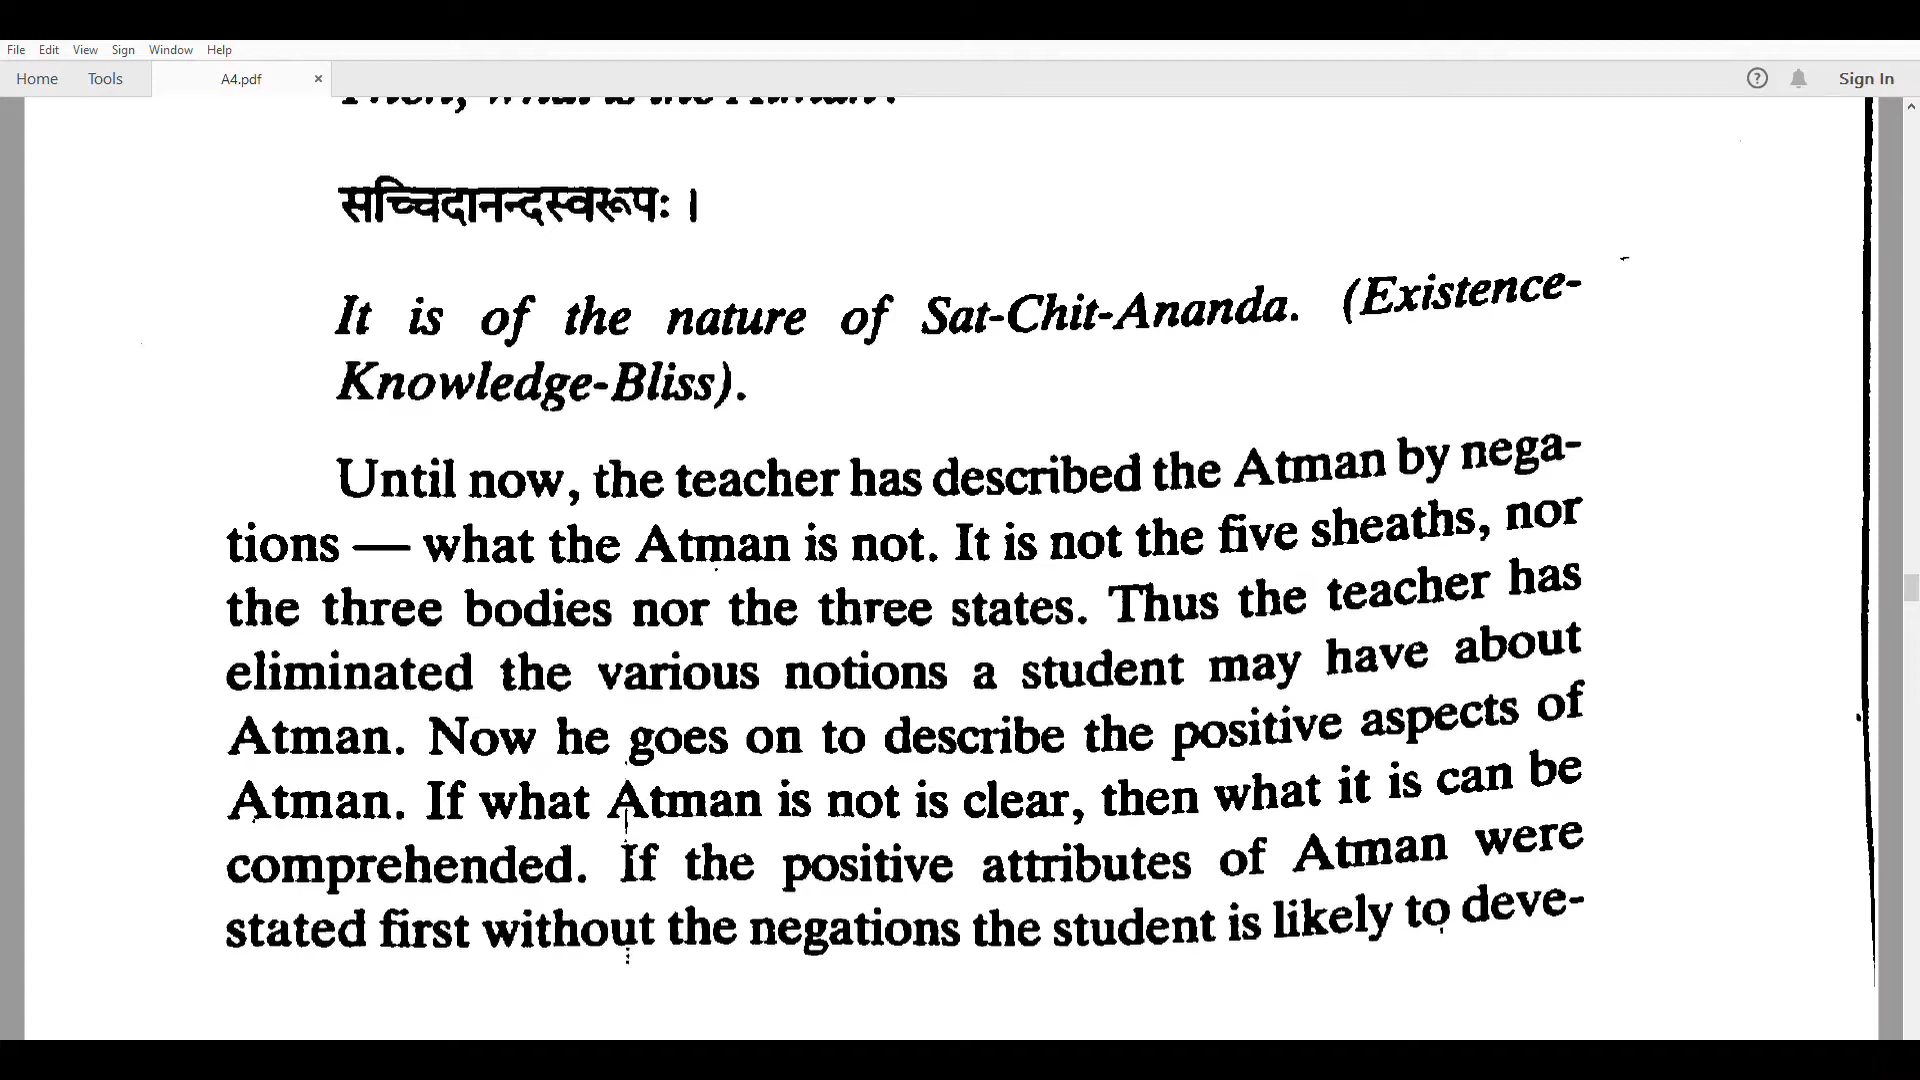 File Edit View Sign Window Help
Home Tools A4.pdf × ? Sign In
Then, what is the Atman?
सच्चिदानन्दस्वरूपः ।
It is of the nature of Sat-Chit-Ananda. (Existence-
Knowledge-Bliss).
Until now, the teacher has described the Atman by nega-
tions — what the Atman is not. It is not the five sheaths, nor
the three bodies nor the three states. Thus the teacher has
eliminated the various notions a student may have about
Atman. Now he goes on to describe the positive aspects of
Atman. If what Atman is not is clear, then what it is can be
comprehended. If the positive attributes of Atman were
stated first without the negations the student is likely to deve-